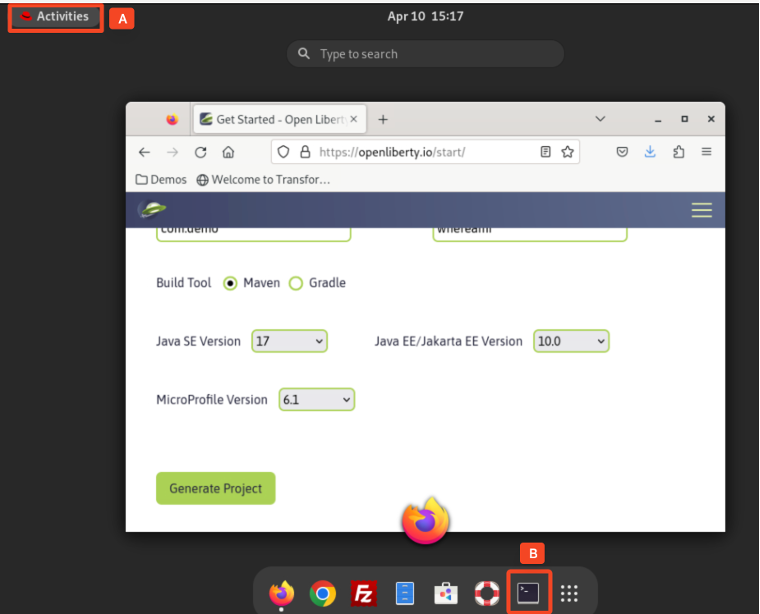 Activities
A
Apr 10 15:17
Type to search
Get Started - Open Libert
https://openliberty.io/start/
Demos
Welcome to Transfor...
com.demo
whereami
Build Tool Maven Gradle
Java SE Version 17
Java EE/Jakarta EE Version 10.0
MicroProfile Version 6.1
Generate Project
B
Fz